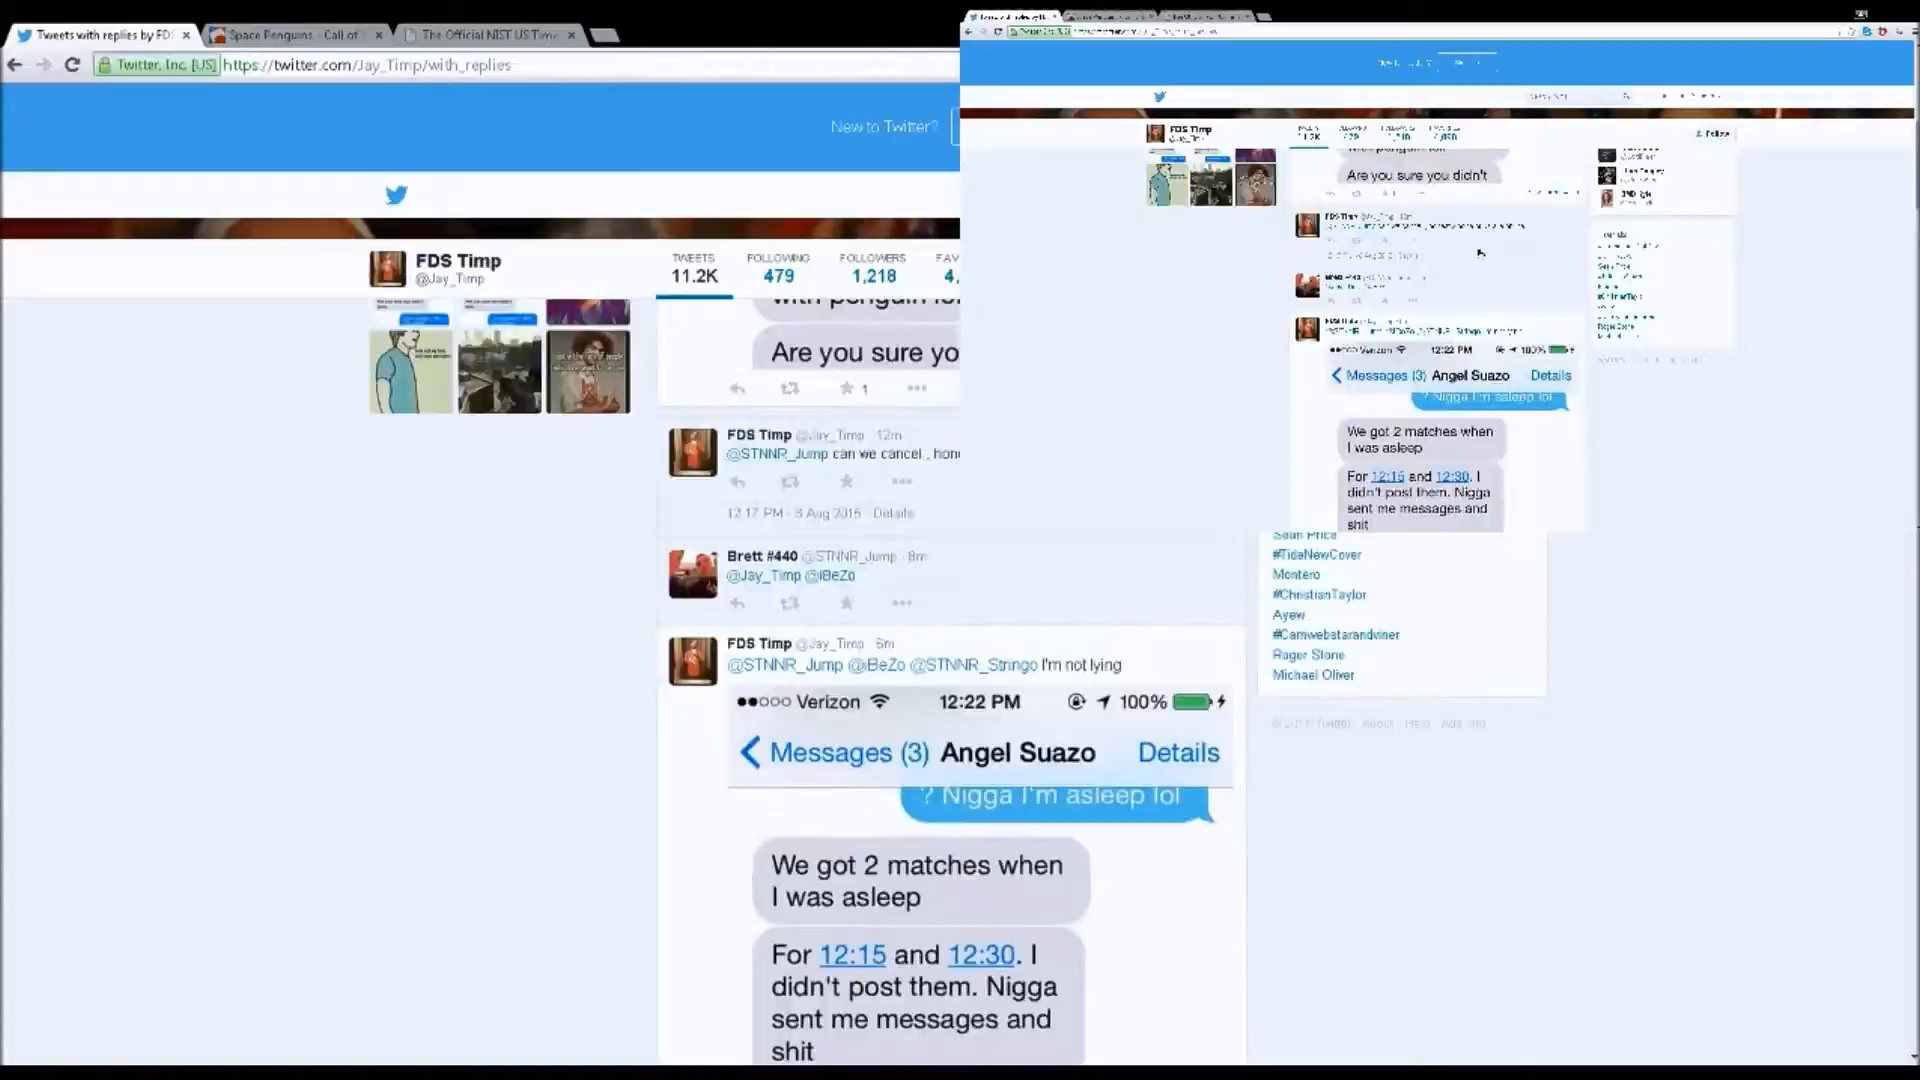 Tweets with replies by FDS
Space Penguins - Call of
The Official NIST US Time
Twitter, Inc. [US] https://twitter.com/Jay_Timp/with_replies
New to Twitter?
FDS Timp
@Jay_Timp
TWEETS
11.2K
FOLLOWING
479
FOLLOWERS
1,218
FAV
4,
with penguin lol
Are you sure yo
1
FDS Timp @Jay_Timp · 12m
@STNNR_Jump can we cancel , hone
12:17 PM - 8 Aug 2015 · Details
Brett #440 @STNNR_Jump · 8m
@Jay_Timp @iBeZo
FDS Timp @Jay_Timp · 6m
@STNNR_Jump @iBeZo @STNNR_Stringo I'm not lying
Verizon 12:22 PM 100%
Messages (3) Angel Suazo Details
? Nigga I'm asleep lol
We got 2 matches when
I was asleep
For 12:15 and 12:30. I
didn't post them. Nigga
sent me messages and
shit
FDS Timp
Follow
Are you sure you didn't
Verizon 12:22 PM 100%
Messages (3) Angel Suazo Details
? Nigga I'm asleep lol
We got 2 matches when
I was asleep
For 12:15 and 12:30. I
didn't post them. Nigga
sent me messages and
shit
Sean Price
#TideNewCover
Montero
#ChristianTaylor
Ayew
#Camwebstarandviner
Roger Stone
Michael Oliver